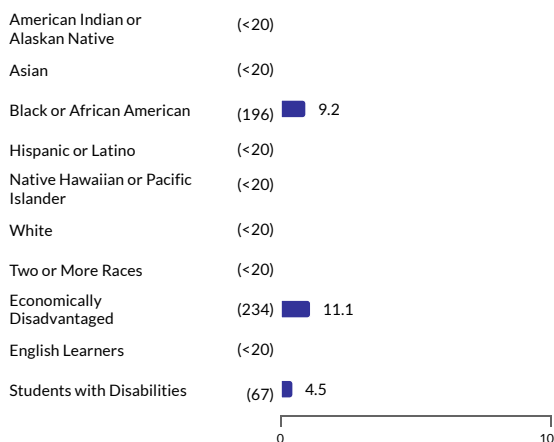 American Indian or
Alaskan Native (<20)
Asian (<20)
Black or African American (196) 9.2
Hispanic or Latino (<20)
Native Hawaiian or Pacific
Islander (<20)
White (<20)
Two or More Races (<20)
Economically
Disadvantaged (234) 11.1
English Learners (<20)
Students with Disabilities (67) 4.5
0 10